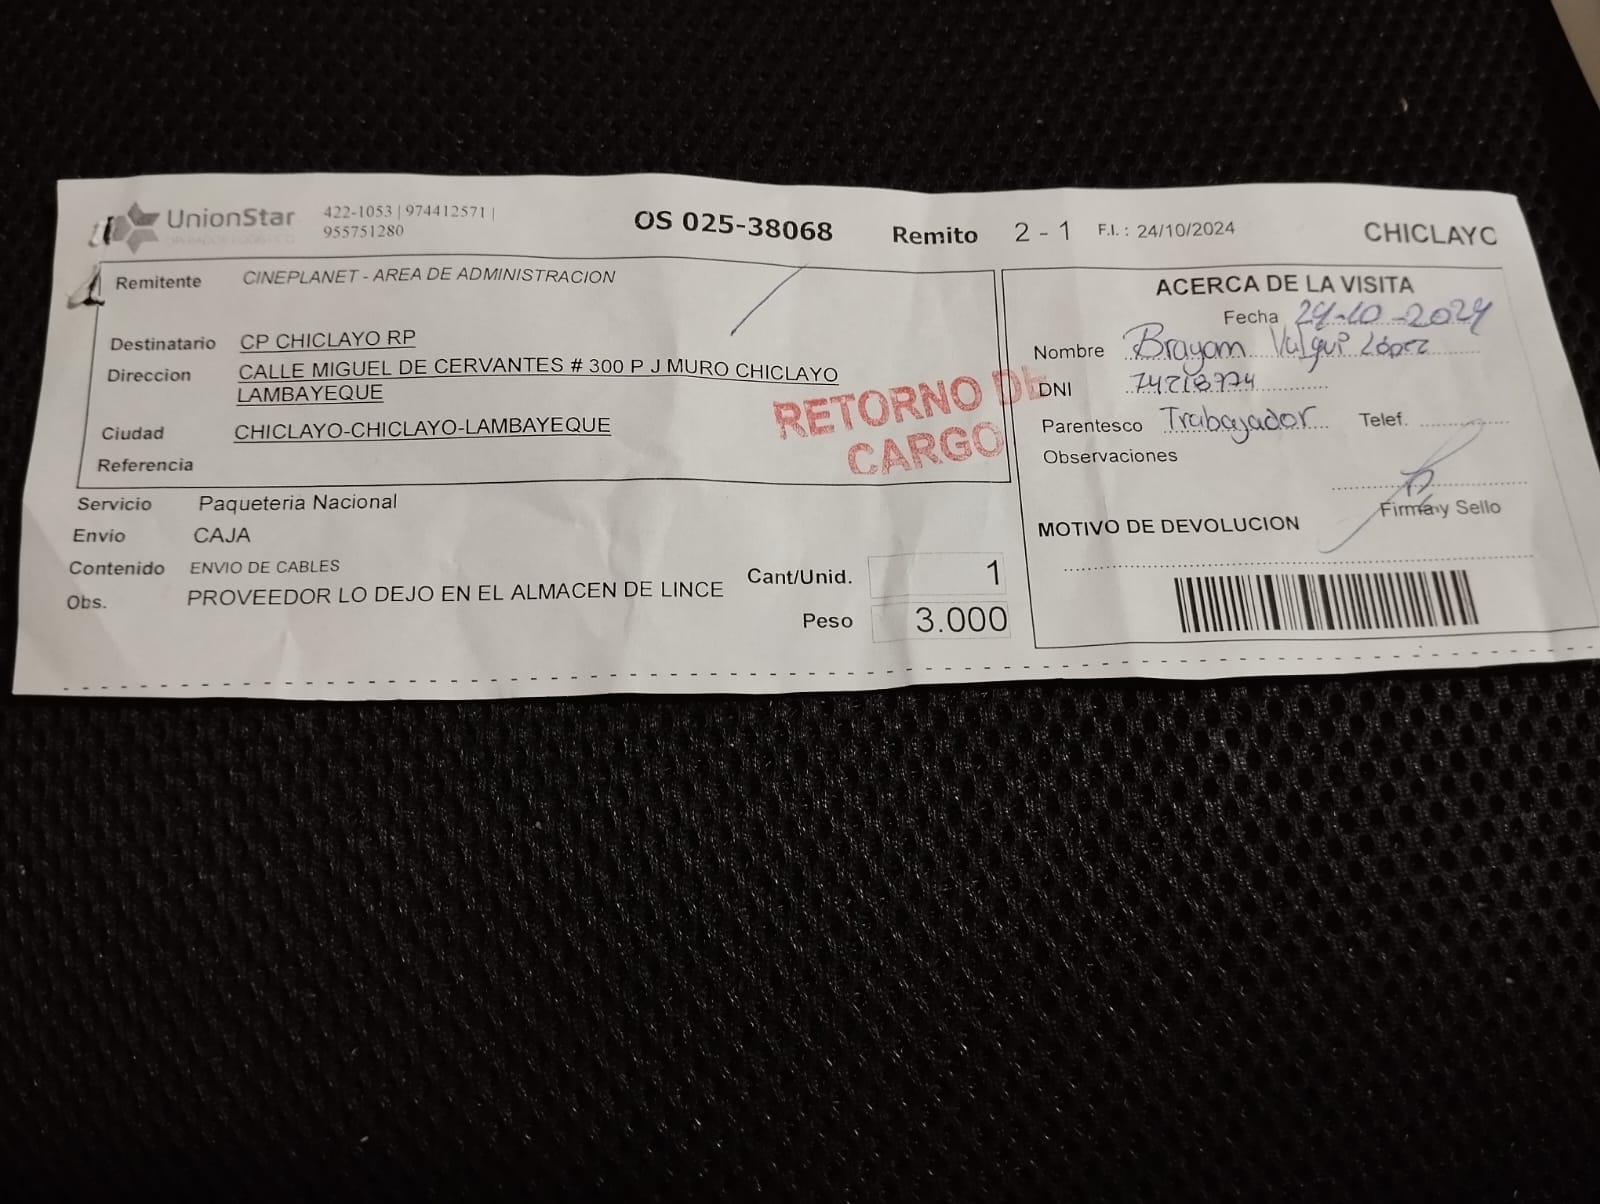 UnionStar
422-1053 | 974412571 |
955751280
OS 025-38068
Remito 2 - 1 F.I. : 24/10/2024 CHICLAYO
Remitente CINEPLANET - AREA DE ADMINISTRACION
Destinatario CP CHICLAYO RP
Direccion CALLE MIGUEL DE CERVANTES # 300 P J MURO CHICLAYO
LAMBAYEQUE
Ciudad CHICLAYO-CHICLAYO-LAMBAYEQUE
Referencia
RETORNO DE
CARGO
Servicio Paqueteria Nacional
Envio CAJA
Contenido ENVIO DE CABLES
Obs. PROVEEDOR LO DEJO EN EL ALMACEN DE LINCE
Cant/Unid. 1
Peso 3.000
ACERCA DE LA VISITA
Fecha 24-10-2024
Nombre Brayam López
DNI
Parentesco Trabajador Telef.
Observaciones
Firma y Sello
MOTIVO DE DEVOLUCION